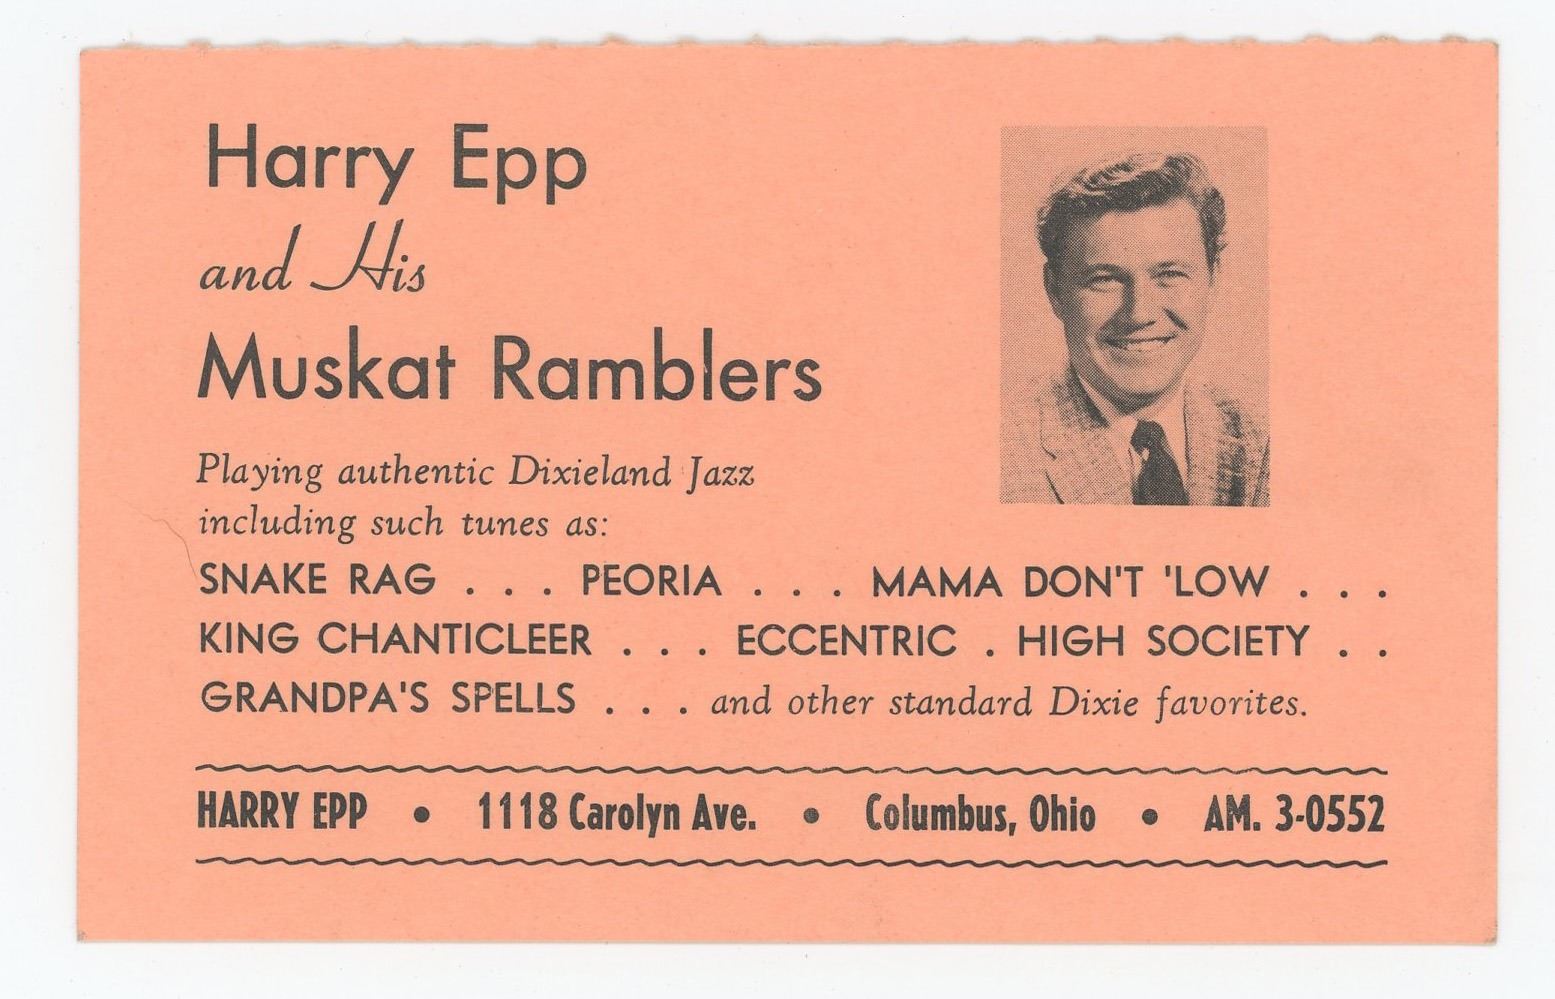 Harry Epp
and His
Muskat Ramblers
Playing authentic Dixieland Jazz
including such tunes as:
SNAKE RAG . . . PEORIA . . . MAMA DON'T 'LOW . . .
KING CHANTICLEER . . . ECCENTRIC . HIGH SOCIETY . .
GRANDPA'S SPELLS . . . and other standard Dixie favorites.
HARRY EPP • 1118 Carolyn Ave. • Columbus, Ohio • AM. 3-0552